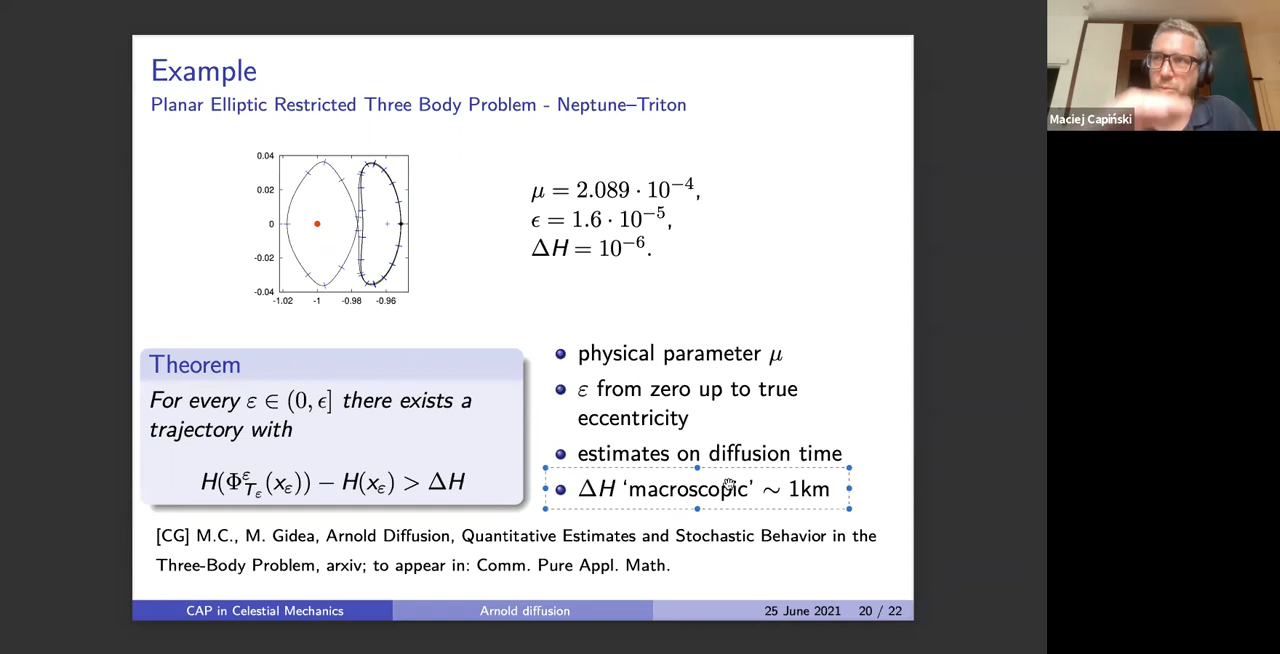 Example
Planar Elliptic Restricted Three Body Problem - Neptune–Triton
0.04
0.02
0
-0.02
-0.04
-1.02 -1 -0.98 -0.96
μ = 2.089 · 10⁻⁴,
ϵ = 1.6 · 10⁻⁵,
ΔH = 10⁻⁶.
Theorem
For every ε ∈ (0, ϵ] there exists a
trajectory with
H(Φ^ε_{T_ε}(x_ε)) − H(x_ε) > ΔH
physical parameter μ
ε from zero up to true
eccentricity
estimates on diffusion time
ΔH ‘macroscopic’ ∼ 1km
[CG] M.C., M. Gidea, Arnold Diffusion, Quantitative Estimates and Stochastic Behavior in the
Three-Body Problem, arxiv; to appear in: Comm. Pure Appl. Math.
CAP in Celestial Mechanics Arnold diffusion 25 June 2021 20 / 22
Maciej Capiński